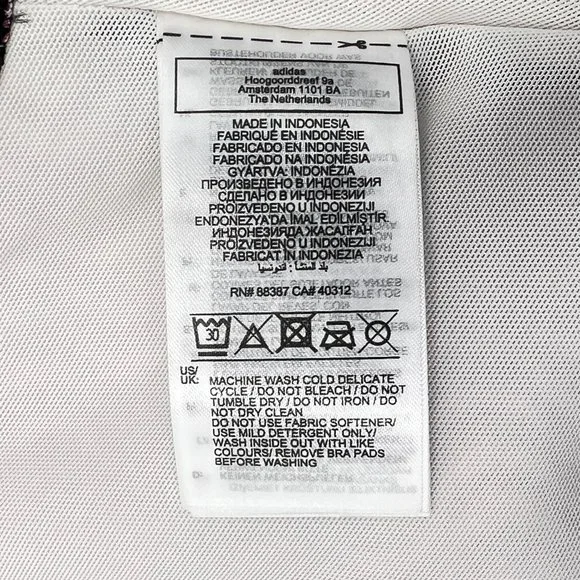 adidas
Hoogoorddreef 9a
Amsterdam 1101 BA
The Netherlands
MADE IN INDONESIA
FABRIQUÉ EN INDONÉSIE
FABRICADO EN INDONESIA
FABRICADO NA INDONÉSIA
GYÁRTVA: INDONÉZIA
ПРОИЗВЕДЕНО В ИНДОНЕЗИЯ
СДЕЛАНО В ИНДОНЕЗИИ
PROIZVEDENO U INDONEZIJI
ENDONEZYA'DA İMAL EDİLMİŞTİR.
ИНДОНЕЗИЯДА ЖАСАЛҒАН
PROIZVEDENO U INDONEZIJI
FABRICAT ÎN INDONEZIA
بلد المنشأ : اندونيسيا
RN# 88387 CA# 40312
30
US/
UK: MACHINE WASH COLD DELICATE
CYCLE / DO NOT BLEACH / DO NOT
TUMBLE DRY / DO NOT IRON / DO
NOT DRY CLEAN
DO NOT USE FABRIC SOFTENER/
USE MILD DETERGENT ONLY/
WASH INSIDE OUT WITH LIKE
COLOURS/ REMOVE BRA PADS
BEFORE WASHING